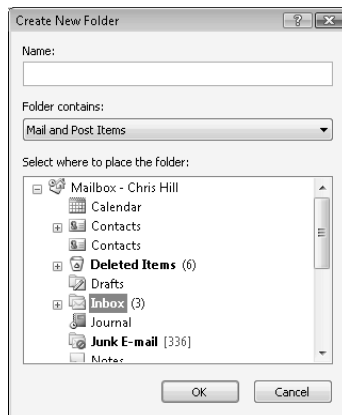 Create New Folder
Name:
Folder contains:
Mail and Post Items
Select where to place the folder:
Mailbox - Chris Hill
Calendar
Contacts
Contacts
Deleted Items (6)
Drafts
Inbox (3)
Journal
Junk E-mail [336]
Notes
OK Cancel